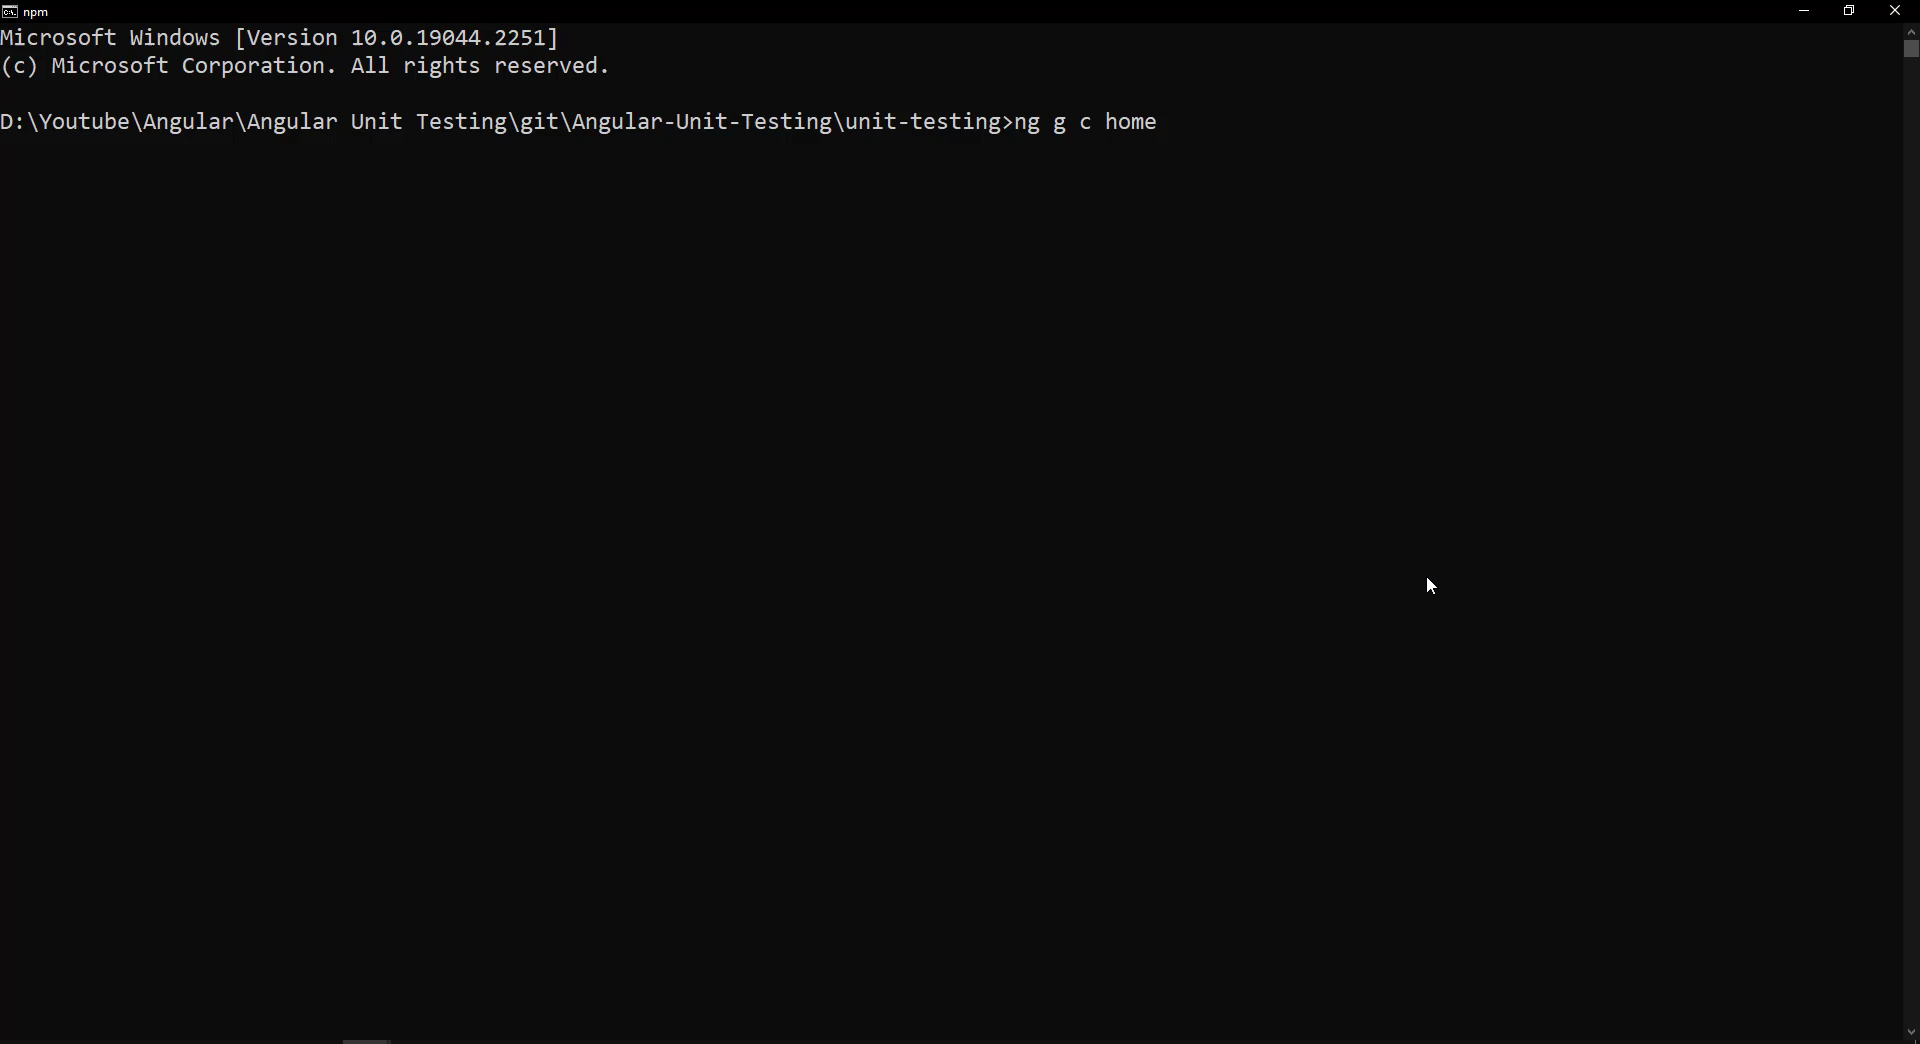 npm
Microsoft Windows [Version 10.0.19044.2251]
(c) Microsoft Corporation. All rights reserved.
D:\Youtube\Angular\Angular Unit Testing\git\Angular-Unit-Testing\unit-testing>ng g c home